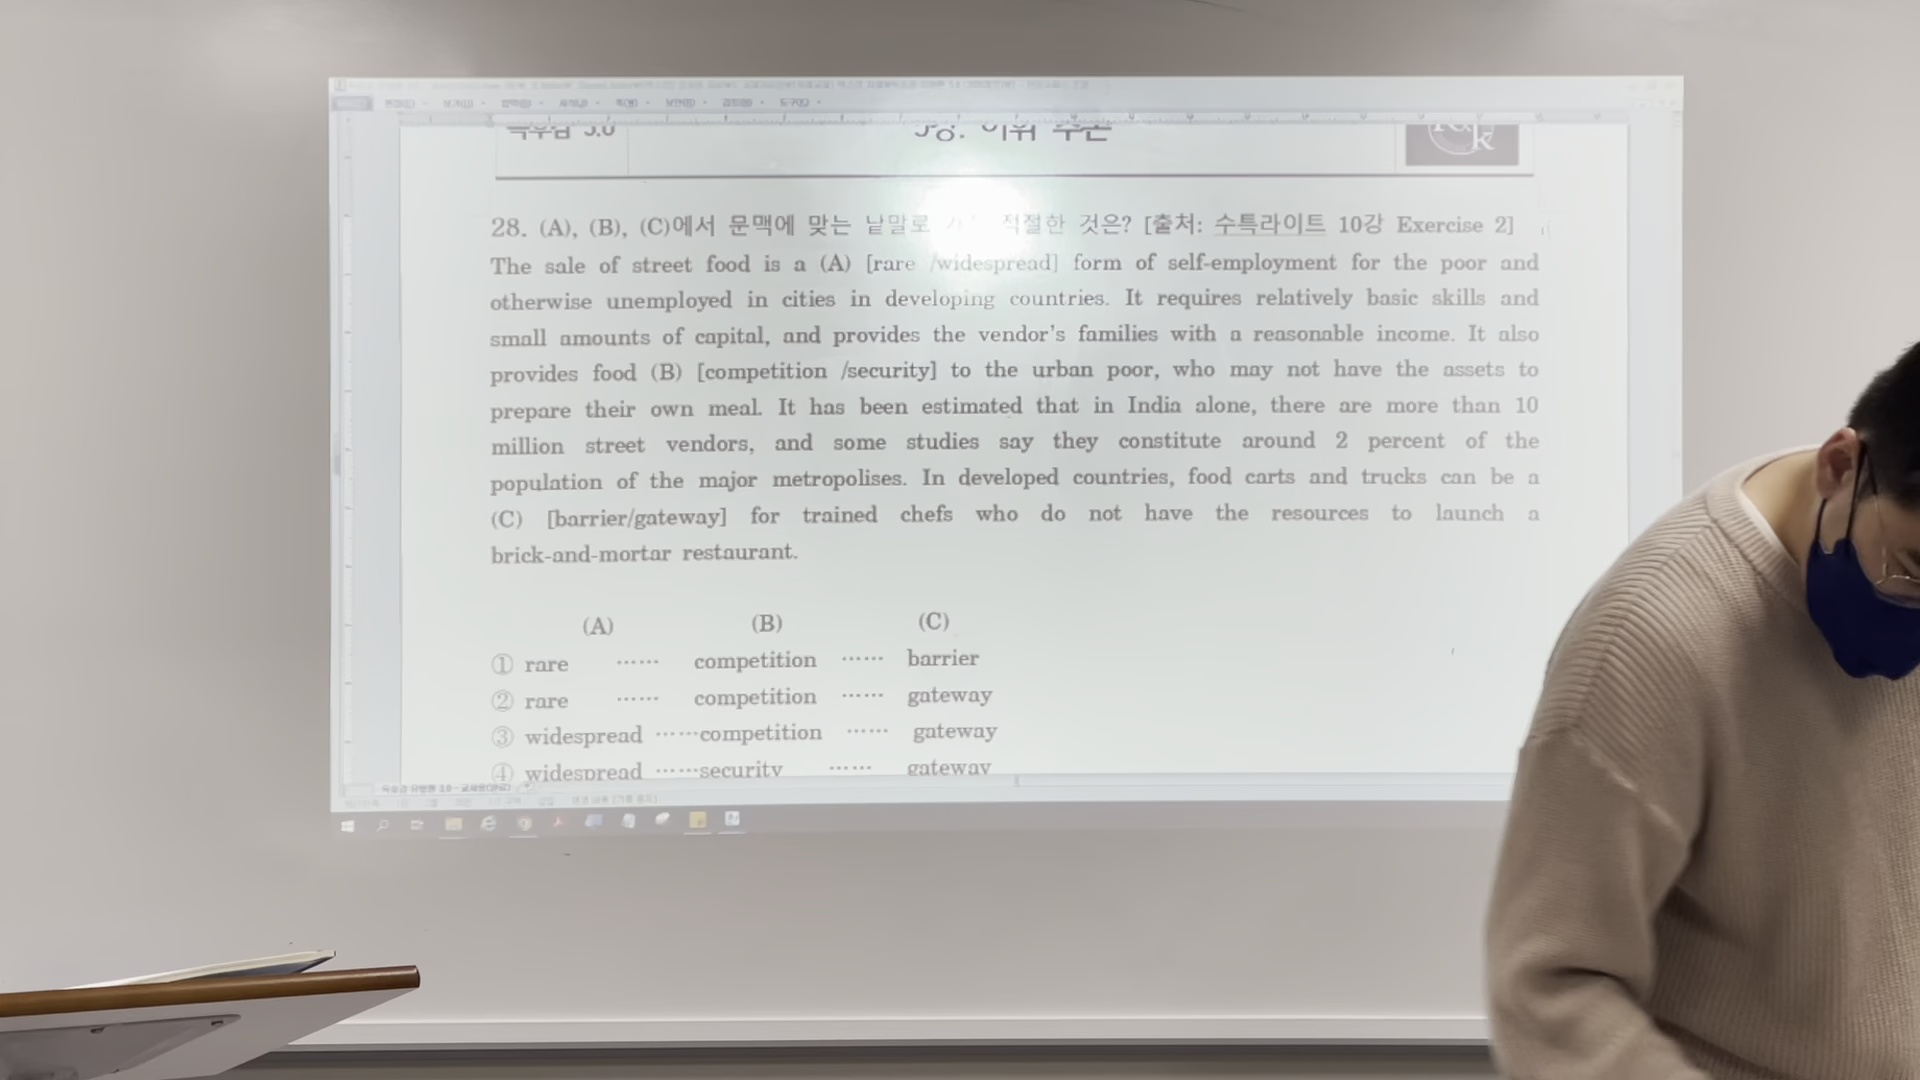 28. (A), (B), (C)에서 문맥에 맞는 낱말로 적절한 것은? [출처: 수특라이트 10강 Exercise 2]
The sale of street food is a (A) [rare /widespread] form of self-employment for the poor and
otherwise unemployed in cities in developing countries. It requires relatively basic skills and
small amounts of capital, and provides the vendor's families with a reasonable income. It also
provides food (B) [competition /security] to the urban poor, who may not have the assets to
prepare their own meal. It has been estimated that in India alone, there are more than 10
million street vendors, and some studies say they constitute around 2 percent of the
population of the major metropolises. In developed countries, food carts and trucks can be a
(C) [barrier/gateway] for trained chefs who do not have the resources to launch a
brick-and-mortar restaurant.
(A) (B) (C)
① rare ...... competition ...... barrier
② rare ...... competition ...... gateway
③ widespread ......competition ...... gateway
④ widespread ......security ...... gateway